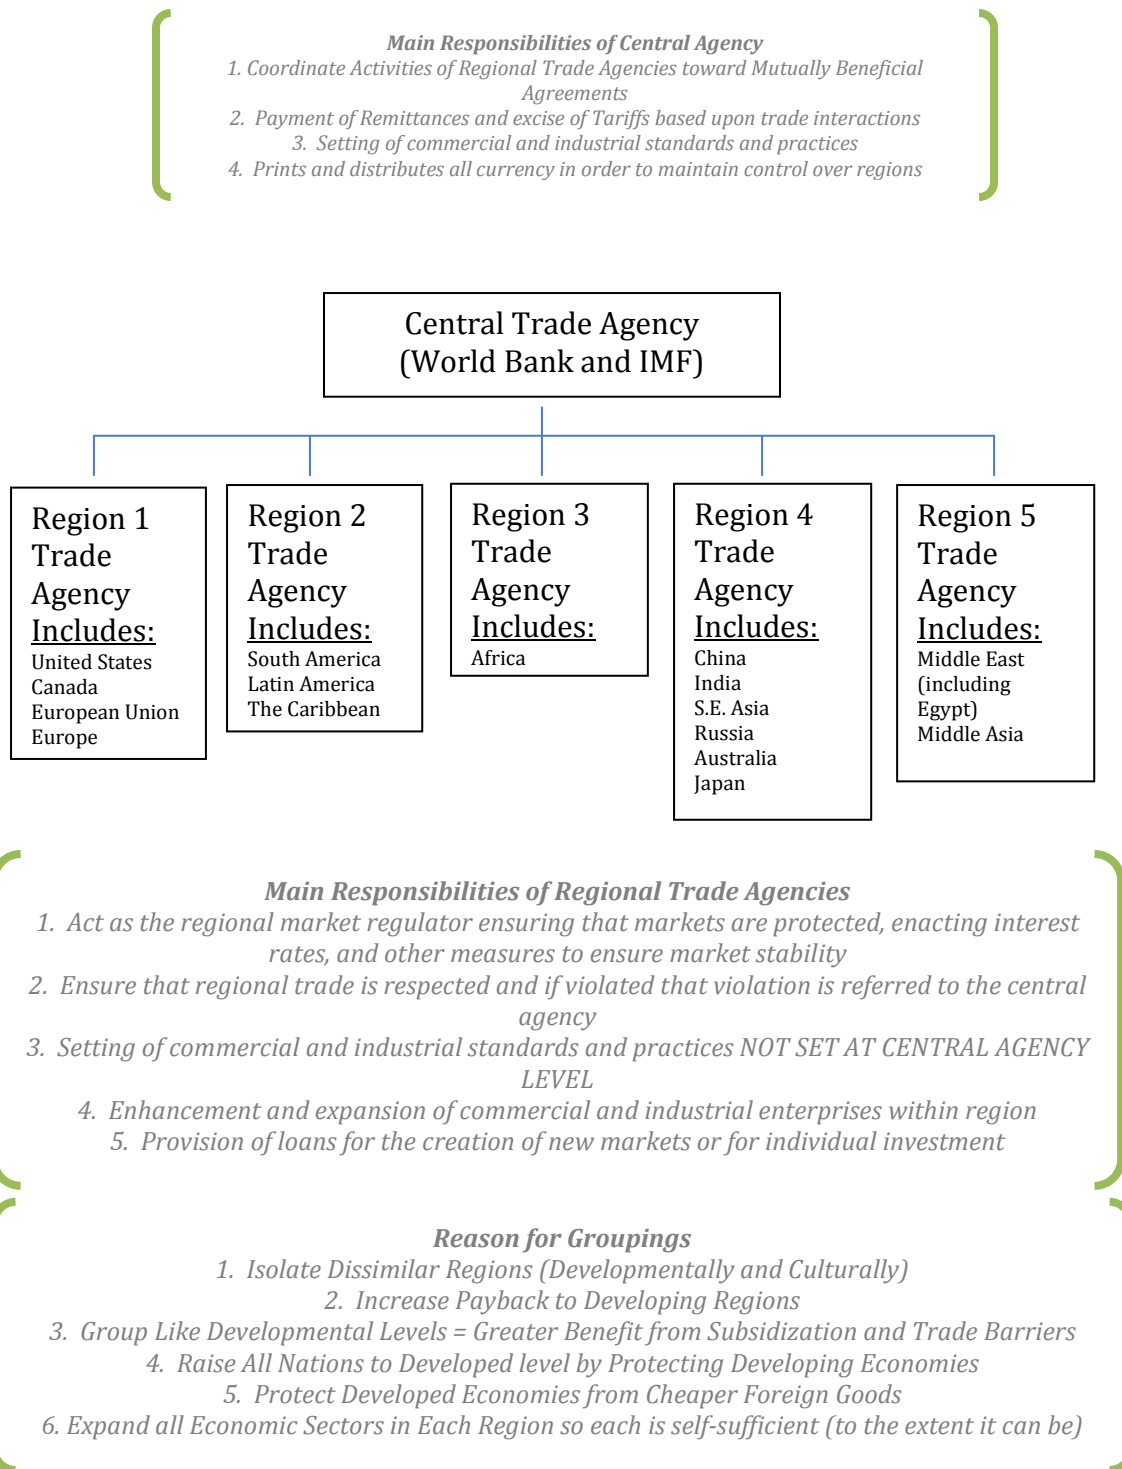 Main Responsibilities of Central Agency
1. Coordinate Activities of Regional Trade Agencies toward Mutually Beneficial
Agreements
2. Payment of Remittances and excise of Tariffs based upon trade interactions
3. Setting of commercial and industrial standards and practices
4. Prints and distributes all currency in order to maintain control over regions
Central Trade Agency
(World Bank and IMF)
Region 1
Trade
Agency
Includes:
United States
Canada
European Union
Europe
Region 2
Trade
Agency
Includes:
South America
Latin America
The Caribbean
Region 3
Trade
Agency
Includes:
Africa
Region 4
Trade
Agency
Includes:
China
India
S.E. Asia
Russia
Australia
Japan
Region 5
Trade
Agency
Includes:
Middle East
(including
Egypt)
Middle Asia
Main Responsibilities of Regional Trade Agencies
1. Act as the regional market regulator ensuring that markets are protected, enacting interest
rates, and other measures to ensure market stability
2. Ensure that regional trade is respected and if violated that violation is referred to the central
agency
3. Setting of commercial and industrial standards and practices NOT SET AT CENTRAL AGENCY
LEVEL
4. Enhancement and expansion of commercial and industrial enterprises within region
5. Provision of loans for the creation of new markets or for individual investment
Reason for Groupings
1. Isolate Dissimilar Regions (Developmentally and Culturally)
2. Increase Payback to Developing Regions
3. Group Like Developmental Levels = Greater Benefit from Subsidization and Trade Barriers
4. Raise All Nations to Developed level by Protecting Developing Economies
5. Protect Developed Economies from Cheaper Foreign Goods
6. Expand all Economic Sectors in Each Region so each is self-sufficient (to the extent it can be)